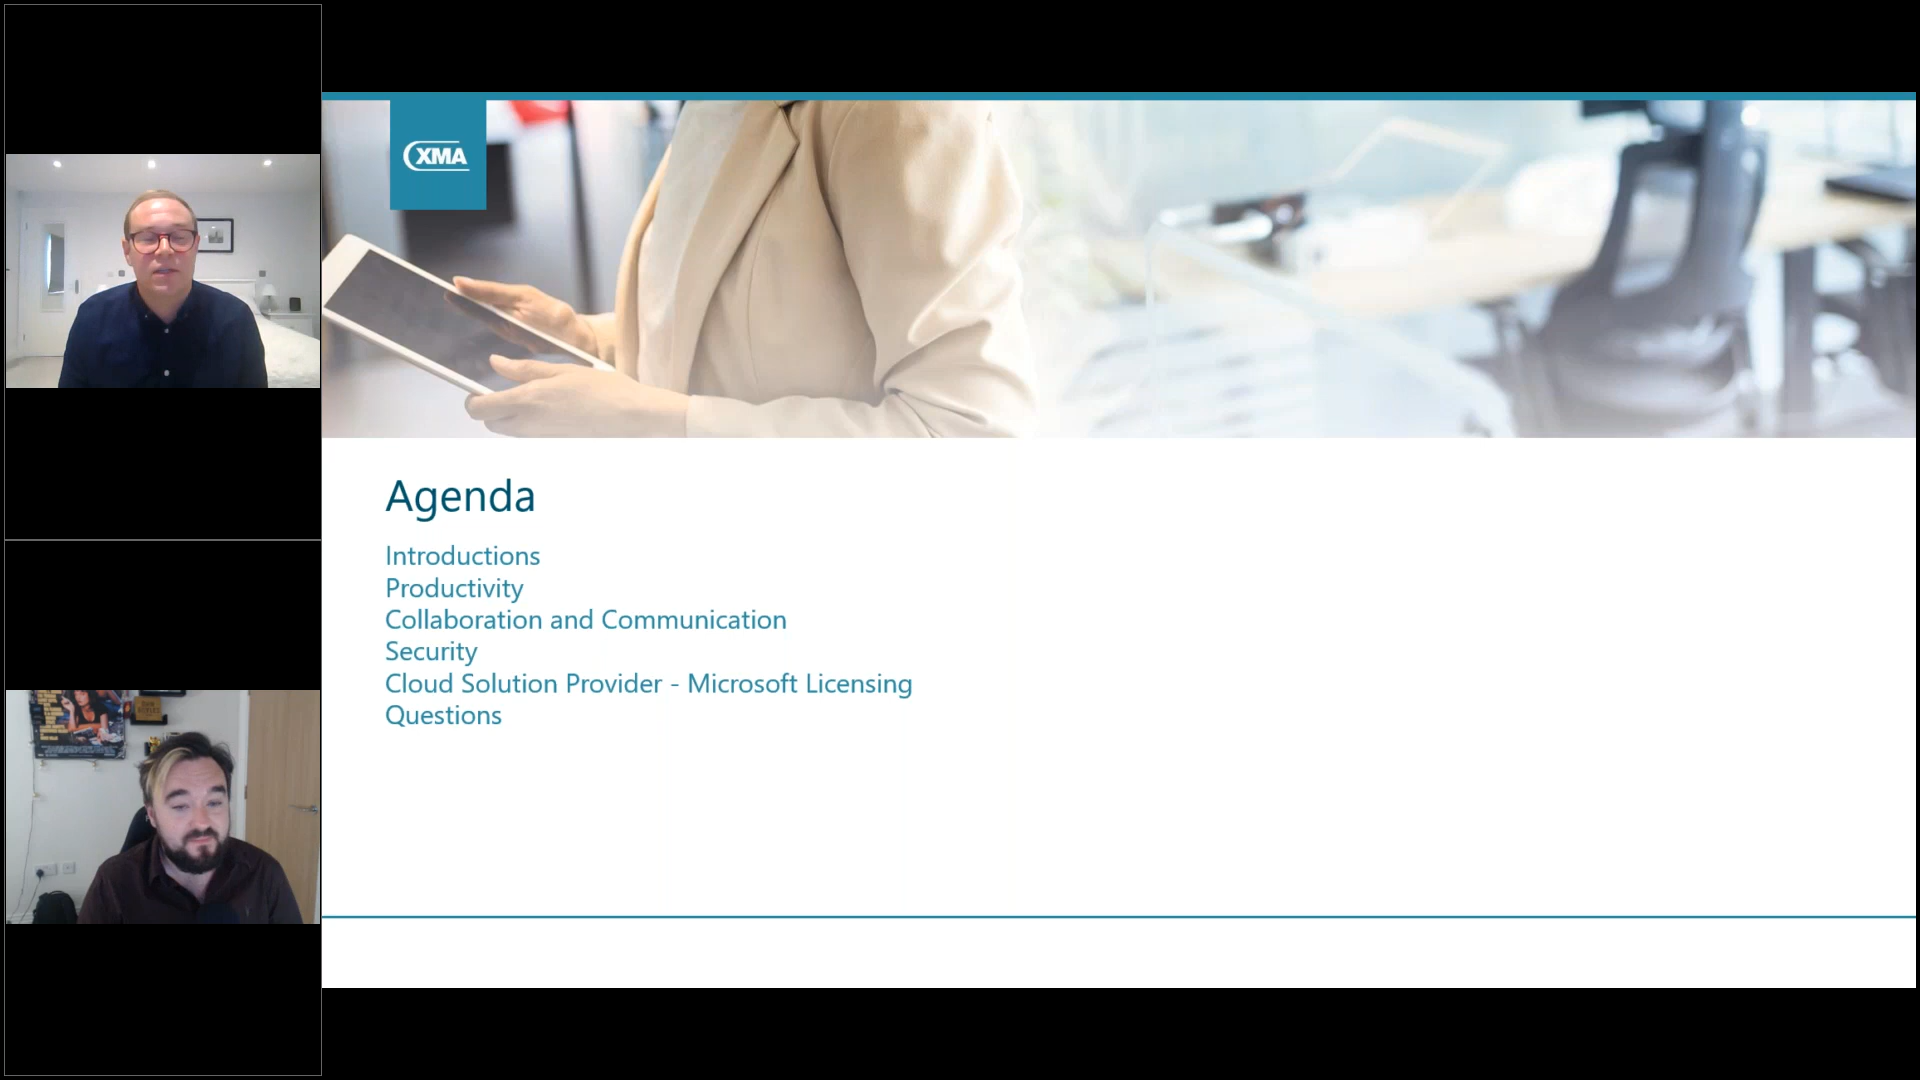 XMA
Agenda
Introductions
Productivity
Collaboration and Communication
Security
Cloud Solution Provider - Microsoft Licensing
Questions